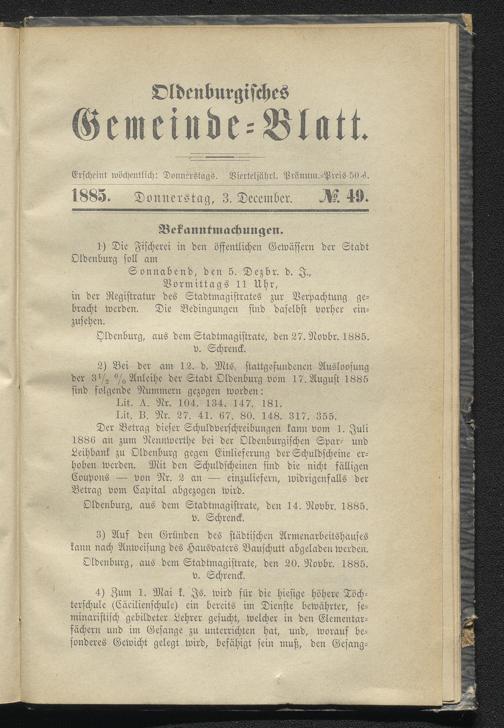 Oldenburgisches
Gemeinde-Blatt.
Erscheint wöchentlich: Donnerstags. Vierteljährl. Pränum.-Preis 50 ₰.
1885. Donnerstag, 3. December. №. 49.
Bekanntmachungen.
1) Die Fischerei in den öffentlichen Gewässern der Stadt
Oldenburg soll am
Sonnabend, den 5. Dezbr. d. J.,
Vormittags 11 Uhr,
in der Registratur des Stadtmagistrates zur Verpachtung ge-
bracht werden. Die Bedingungen sind daselbst vorher ein-
zusehen.
Oldenburg, aus dem Stadtmagistrate, den 27. Novbr. 1885.
v. Schrenck.
2) Bei der am 12. d. Mts. stattgefundenen Ausloosung
der 3½ % Anleihe der Stadt Oldenburg vom 17. August 1885
sind folgende Nummern gezogen worden:
Lit. A. Nr. 104. 134. 147. 181.
Lit. B. Nr. 27. 41. 67. 80. 148. 317. 355.
Der Betrag dieser Schuldverschreibungen kann vom 1. Juli
1886 an zum Nennwerthe bei der Oldenburgischen Spar- und
Leihbank zu Oldenburg gegen Einlieferung der Schuldscheine er-
hoben werden. Mit den Schuldscheinen sind die nicht fälligen
Coupons — von Nr. 2 an — einzuliefern, widrigenfalls der
Betrag vom Capital abgezogen wird.
Oldenburg, aus dem Stadtmagistrate, den 14. Novbr. 1885.
v. Schrenck.
3) Auf den Gründen des städtischen Armenarbeitshauses
kann nach Anweisung des Hausvaters Bauschutt abgeladen werden.
Oldenburg, aus dem Stadtmagistrate, den 20. Novbr. 1885.
v. Schrenck.
4) Zum 1. Mai k. Js. wird für die hiesige höhere Töch-
terschule (Cäcilienschule) ein bereits im Dienste bewährter, se-
minaristisch gebildeter Lehrer gesucht, welcher in den Elementar-
fächern und im Gesange zu unterrichten hat, und, worauf be-
sonderes Gewicht gelegt wird, befähigt sein muß, den Gesang-